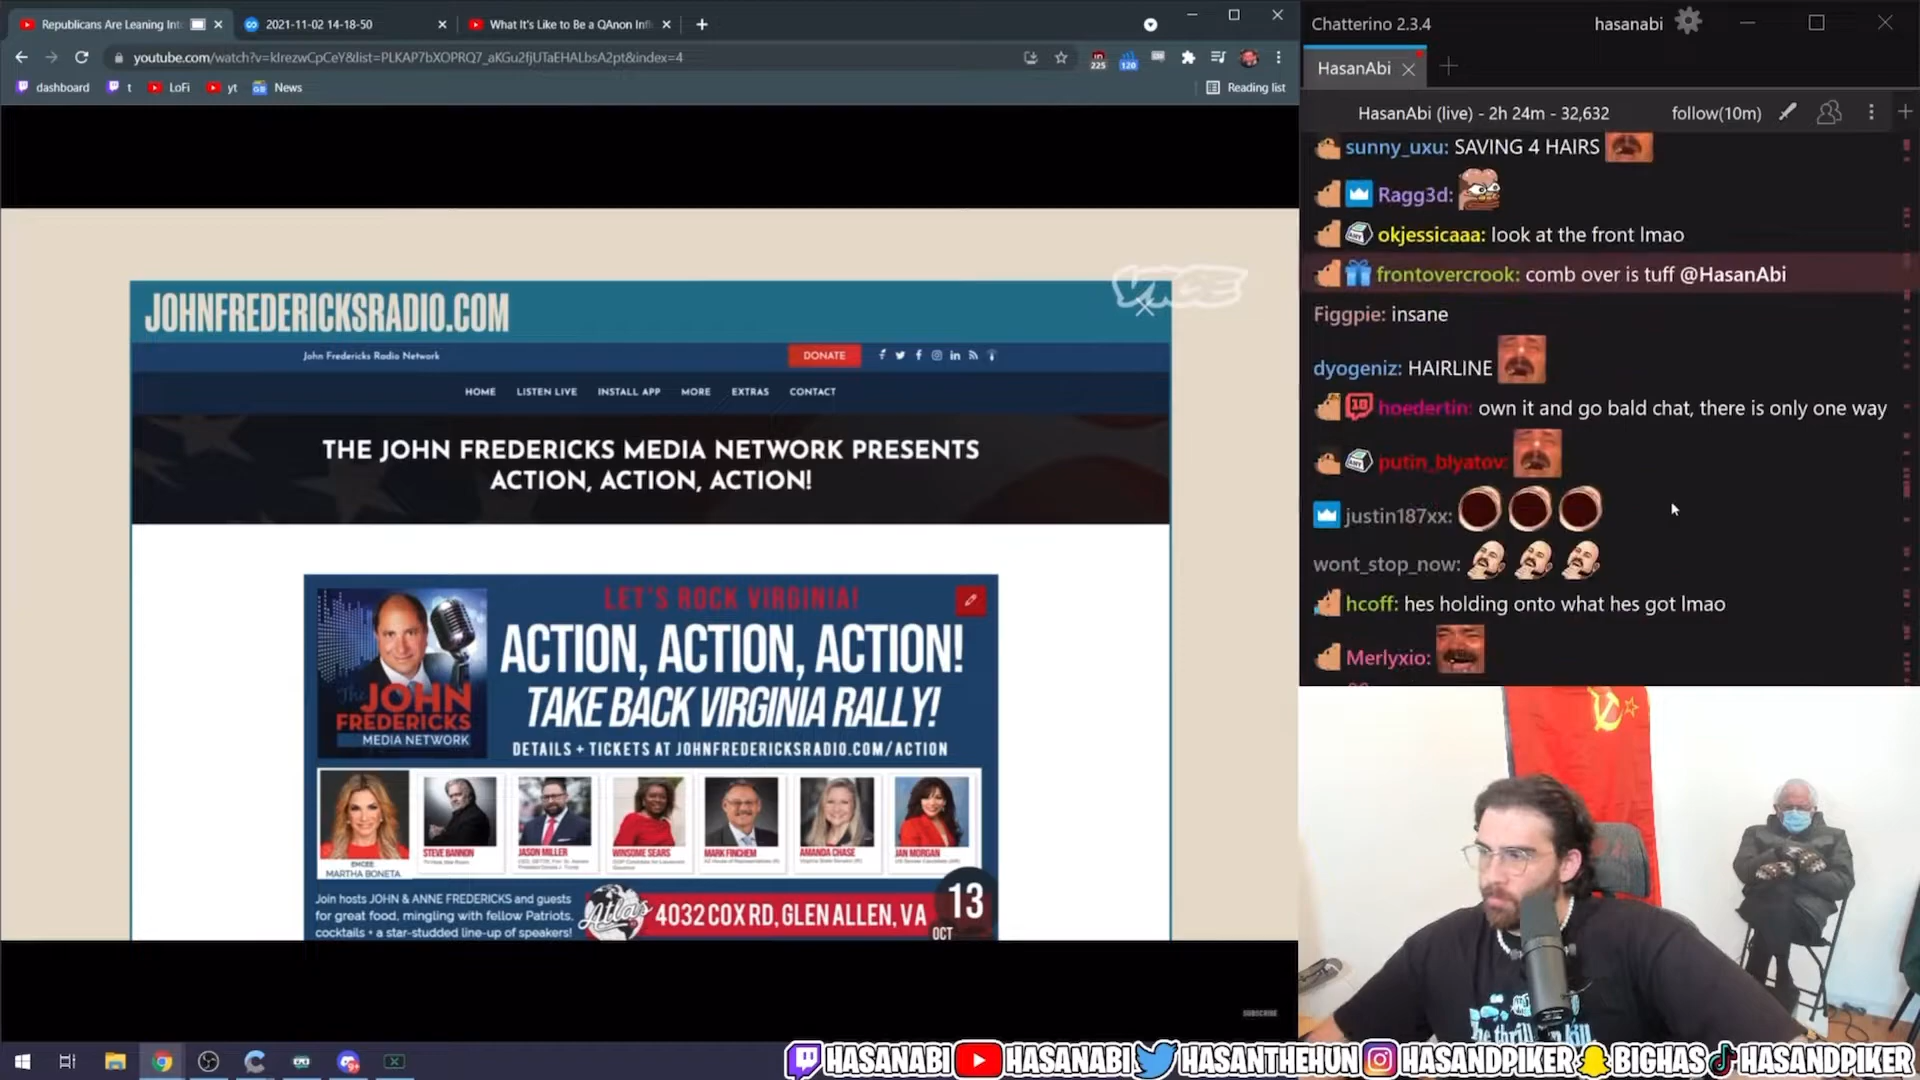 Republicans Are Leaning Int
2021-11-02 14-18-50
What It's Like to Be a QAnon Infl
youtube.com/watch?v=kIrezwCpCeY&list=PLKAP7bXOPRQ7_aKGu2fjUTaEHALbsA2pt&index=4
225
120
dashboard
t
LoFi
yt
News
Reading list
VICE
JOHNFREDERICKSRADIO.COM
John Fredericks Radio Network
DONATE
HOME LISTEN LIVE INSTALL APP MORE EXTRAS CONTACT
THE JOHN FREDERICKS MEDIA NETWORK PRESENTS
ACTION, ACTION, ACTION!
LET'S ROCK VIRGINIA!
ACTION, ACTION, ACTION!
TAKE BACK VIRGINIA RALLY!
DETAILS + TICKETS AT JOHNFREDERICKSRADIO.COM/ACTION
The JOHN
FREDERICKS
MEDIA NETWORK
EMCEE
MARTHA BONETA
STEVE BANNON
JASON MILLER
WINSOME SEARS
MARK FINCHEM
AMANDA CHASE
JAN MORGAN
Join hosts JOHN & ANNE FREDERICKS and guests
for great food, mingling with fellow Patriots,
cocktails + a star-studded line-up of speakers!
Atlas
4032 COX RD, GLEN ALLEN, VA
13
OCT
SUBSCRIBE
Chatterino 2.3.4
hasanabi
HasanAbi
HasanAbi (live) - 2h 24m - 32,632
follow(10m)
sunny_uxu: SAVING 4 HAIRS
Ragg3d:
okjessicaaa: look at the front lmao
frontovercrook: comb over is tuff @HasanAbi
Figgpie: insane
dyogeniz: HAIRLINE
hoedertin: own it and go bald chat, there is only one way
putin_blyatov:
justin187xx:
wont_stop_now:
hcoff: hes holding onto what hes got lmao
Merlyxio:
HASANABI HASANABI HASANTHEHUN HASANDPIKER BIGHAS HASANDPIKER